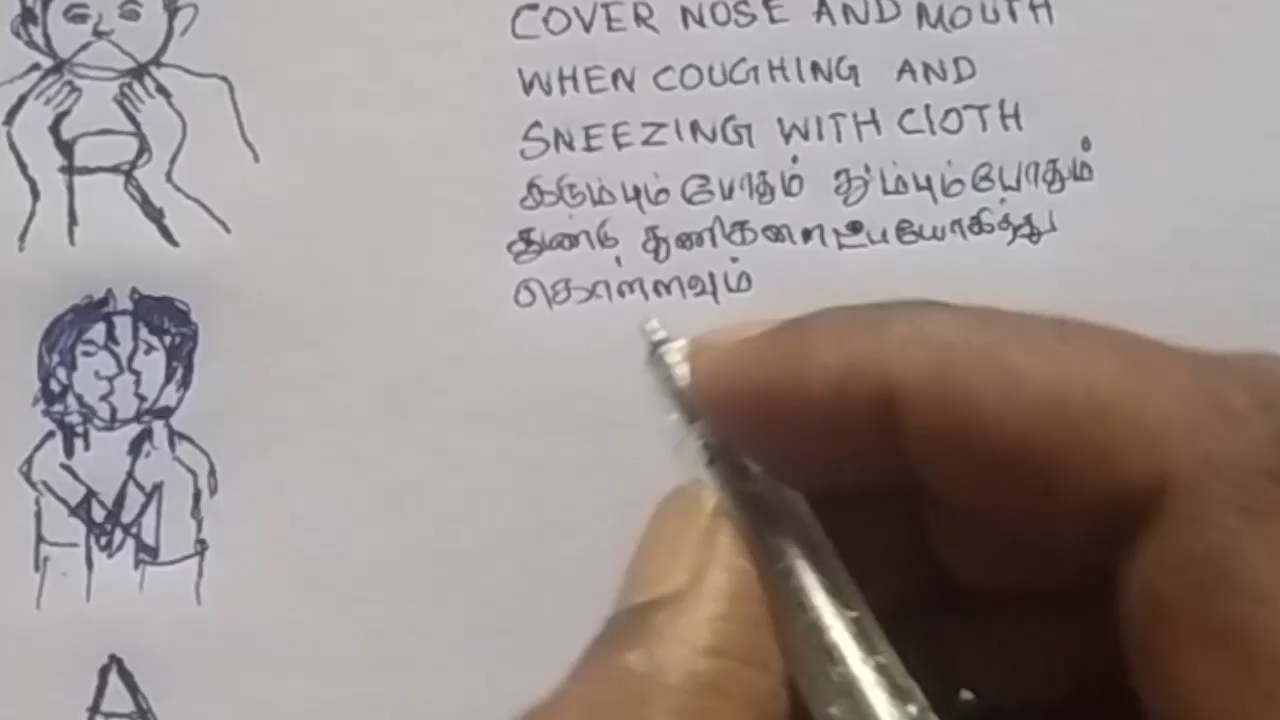 COVER NOSE AND MOUTH
WHEN COUGHING AND
SNEEZING WITH ClOTH
இருமும்போதும் தும்மும்போதும்
துண்டு துணிகளை உபயோகித்து
கொள்ளவும்